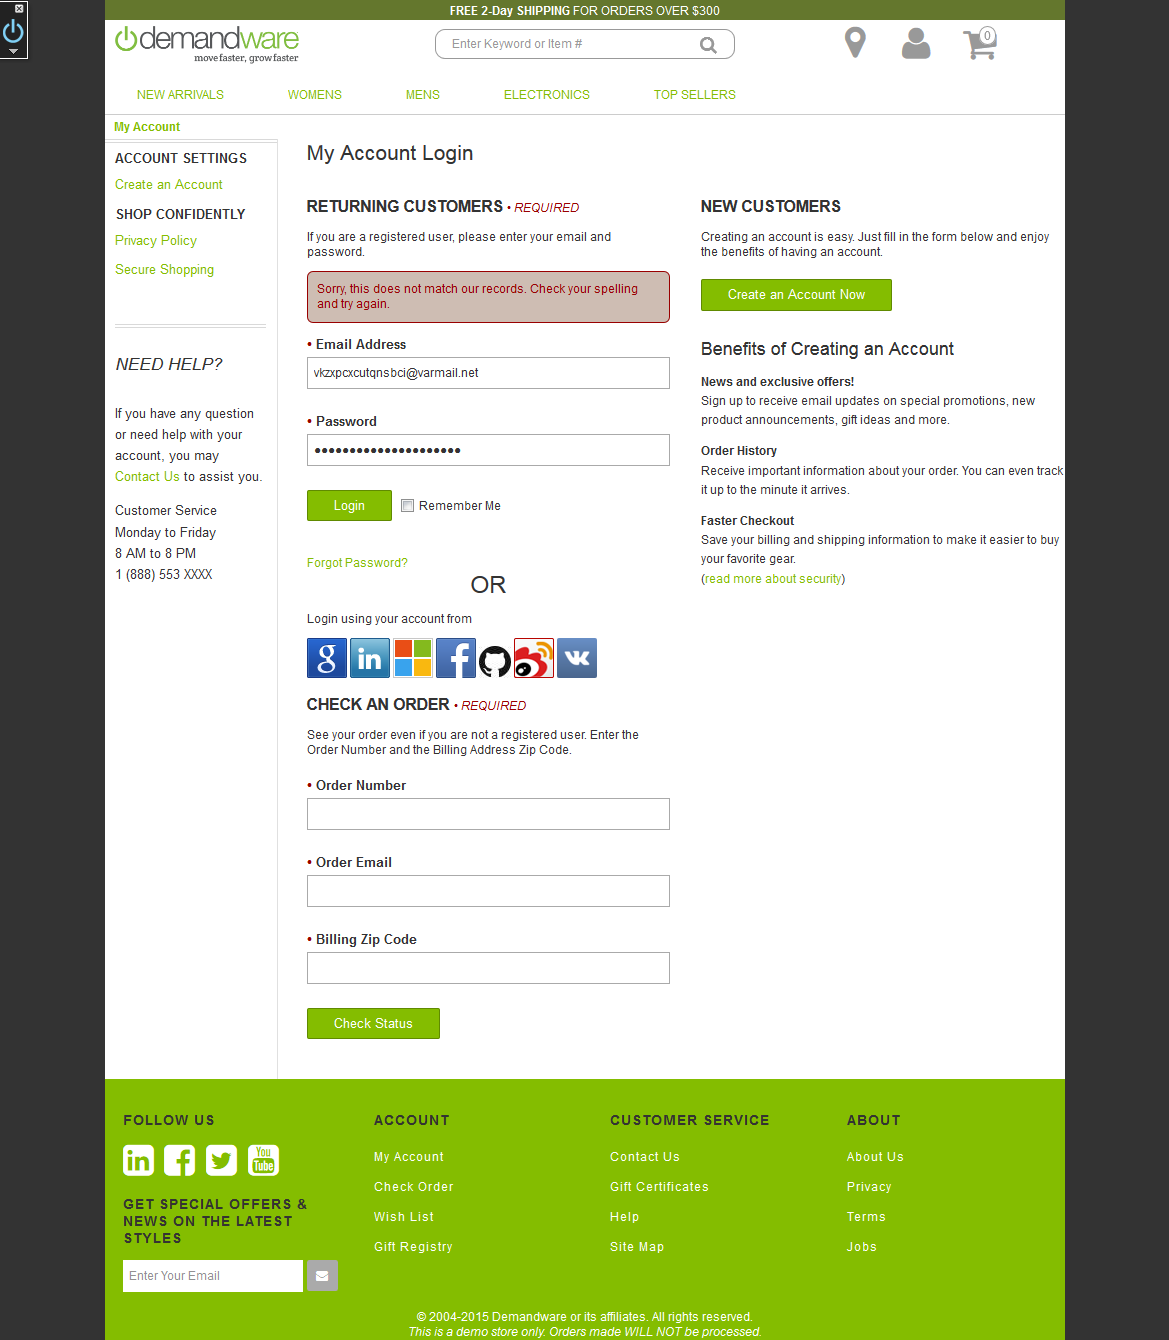 FREE 2-Day SHIPPING FOR ORDERS OVER $300
demandware
move faster, grow faster
Enter Keyword or Item #
0
NEW ARRIVALS WOMENS MENS ELECTRONICS TOP SELLERS
My Account
ACCOUNT SETTINGS
Create an Account
SHOP CONFIDENTLY
Privacy Policy
Secure Shopping
NEED HELP?
If you have any question
or need help with your
account, you may
Contact Us to assist you.
Customer Service
Monday to Friday
8 AM to 8 PM
1 (888) 553 XXXX
My Account Login
RETURNING CUSTOMERS • REQUIRED
If you are a registered user, please enter your email and
password.
Sorry, this does not match our records. Check your spelling
and try again.
• Email Address
vkzxpcxcutqnsbci@varmail.net
• Password
•••••••••••••••••••••
Login
Remember Me
Forgot Password?
OR
Login using your account from
g in f vk
CHECK AN ORDER • REQUIRED
See your order even if you are not a registered user. Enter the
Order Number and the Billing Address Zip Code.
• Order Number
• Order Email
• Billing Zip Code
Check Status
NEW CUSTOMERS
Creating an account is easy. Just fill in the form below and enjoy
the benefits of having an account.
Create an Account Now
Benefits of Creating an Account
News and exclusive offers!
Sign up to receive email updates on special promotions, new
product announcements, gift ideas and more.
Order History
Receive important information about your order. You can even track
it up to the minute it arrives.
Faster Checkout
Save your billing and shipping information to make it easier to buy
your favorite gear.
(read more about security)
FOLLOW US
in f You Tube
GET SPECIAL OFFERS &
NEWS ON THE LATEST
STYLES
Enter Your Email
ACCOUNT
My Account
Check Order
Wish List
Gift Registry
CUSTOMER SERVICE
Contact Us
Gift Certificates
Help
Site Map
ABOUT
About Us
Privacy
Terms
Jobs
© 2004-2015 Demandware or its affiliates. All rights reserved.
This is a demo store only. Orders made WILL NOT be processed.